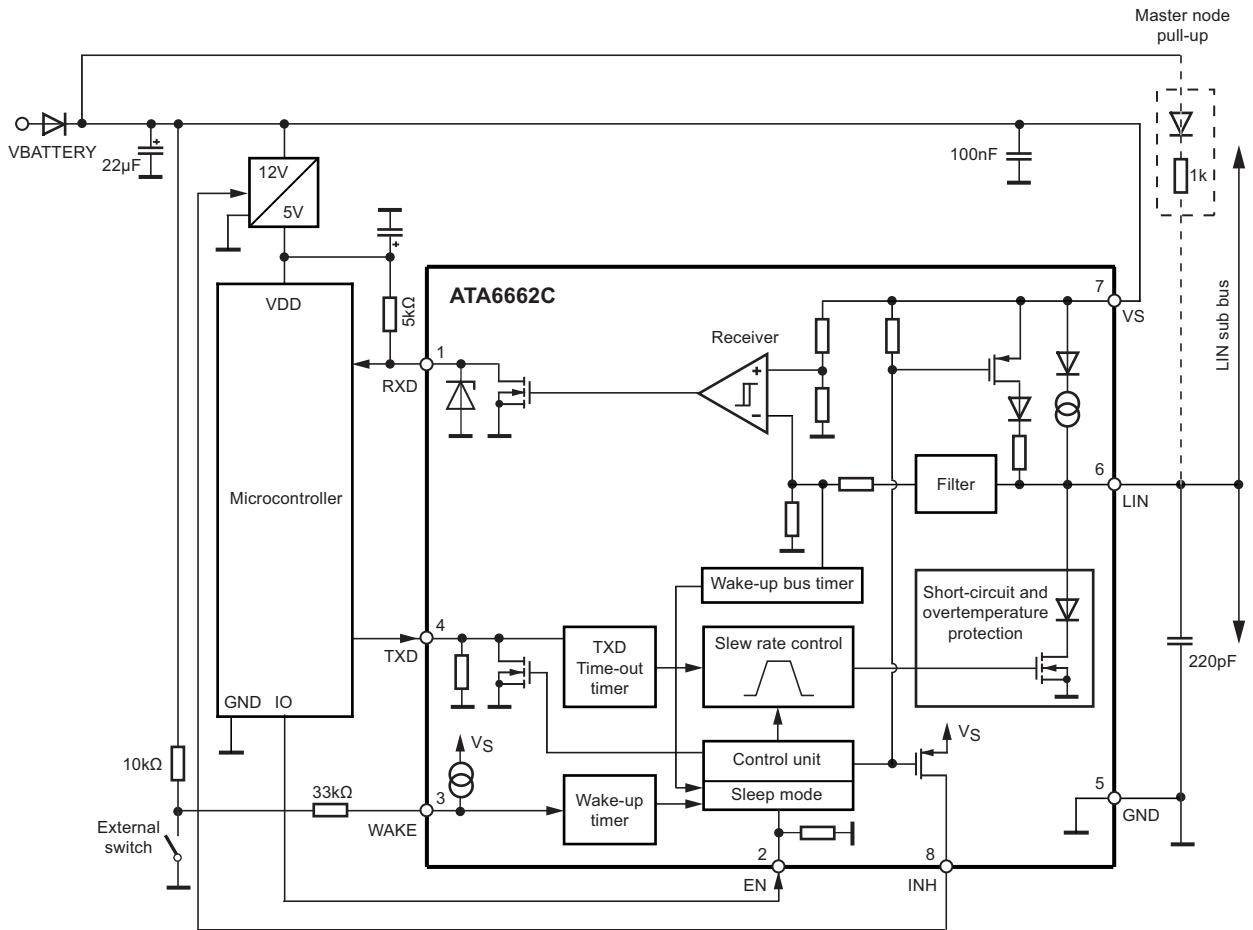 Master node
pull-up
VBATTERY
22µF
12V
5V
100nF
1k
LIN sub bus
VDD
5kΩ
ATA6662C
7
VS
Receiver
+
−
1
RXD
Microcontroller
Filter
6
LIN
Wake-up bus timer
Short-circuit and
overtemperature
protection
4
TXD
TXD
Time-out
timer
Slew rate control
220pF
GND IO
VS
VS
Control unit
Sleep mode
10kΩ
33kΩ
3
WAKE
Wake-up
timer
5
GND
External
switch
2
EN
8
INH